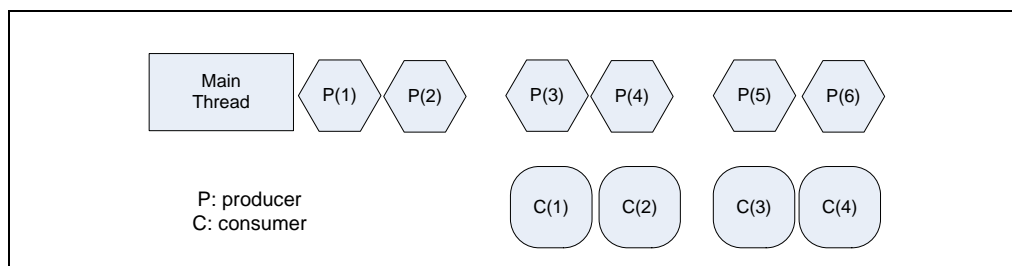 Main
Thread
P(1)
P(2)
P(3)
P(4)
P(5)
P(6)
P: producer
C: consumer
C(1)
C(2)
C(3)
C(4)